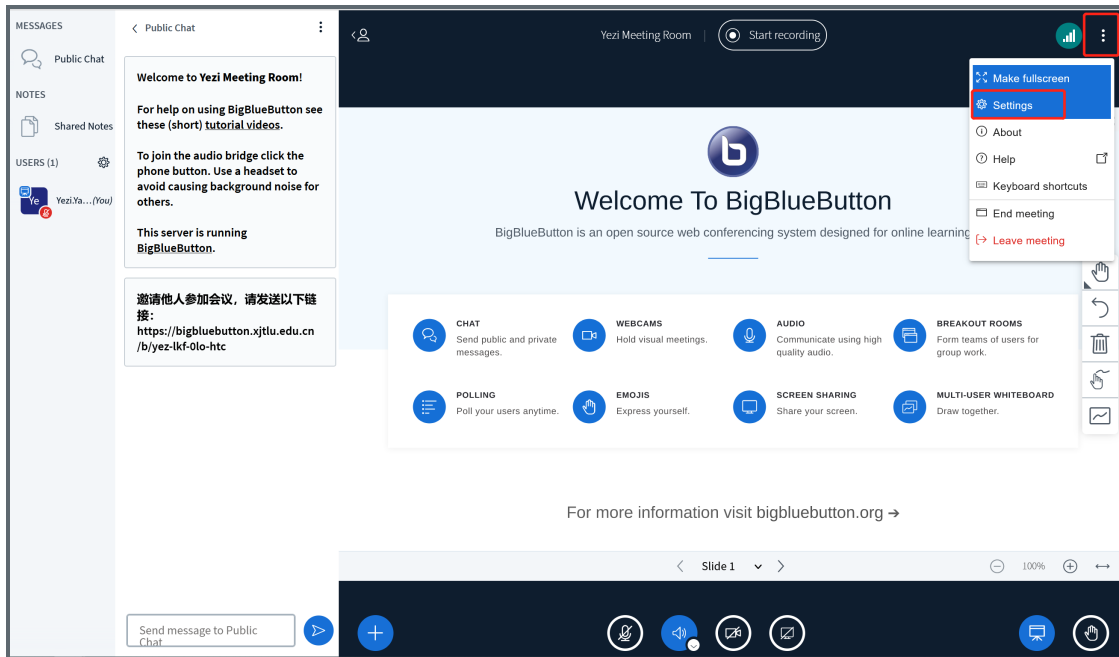 MESSAGES
Public Chat
NOTES
Shared Notes
USERS (1)
Ye
Yezi.Ya...(You)
Public Chat
Welcome to Yezi Meeting Room!
For help on using BigBlueButton see
these (short) tutorial videos.
To join the audio bridge click the
phone button. Use a headset to
avoid causing background noise for
others.
This server is running
BigBlueButton.
邀请他人参加会议，请发送以下链
接：
https://bigbluebutton.xjtlu.edu.cn
/b/yez-lkf-0lo-htc
Send message to Public
Chat
Yezi Meeting Room
Start recording
Make fullscreen
Settings
About
Help
Keyboard shortcuts
End meeting
Leave meeting
b
Welcome To BigBlueButton
BigBlueButton is an open source web conferencing system designed for online learning
CHAT
Send public and private
messages.
WEBCAMS
Hold visual meetings.
AUDIO
Communicate using high
quality audio.
BREAKOUT ROOMS
Form teams of users for
group work.
POLLING
Poll your users anytime.
EMOJIS
Express yourself.
SCREEN SHARING
Share your screen.
MULTI-USER WHITEBOARD
Draw together.
For more information visit bigbluebutton.org →
Slide 1
100%